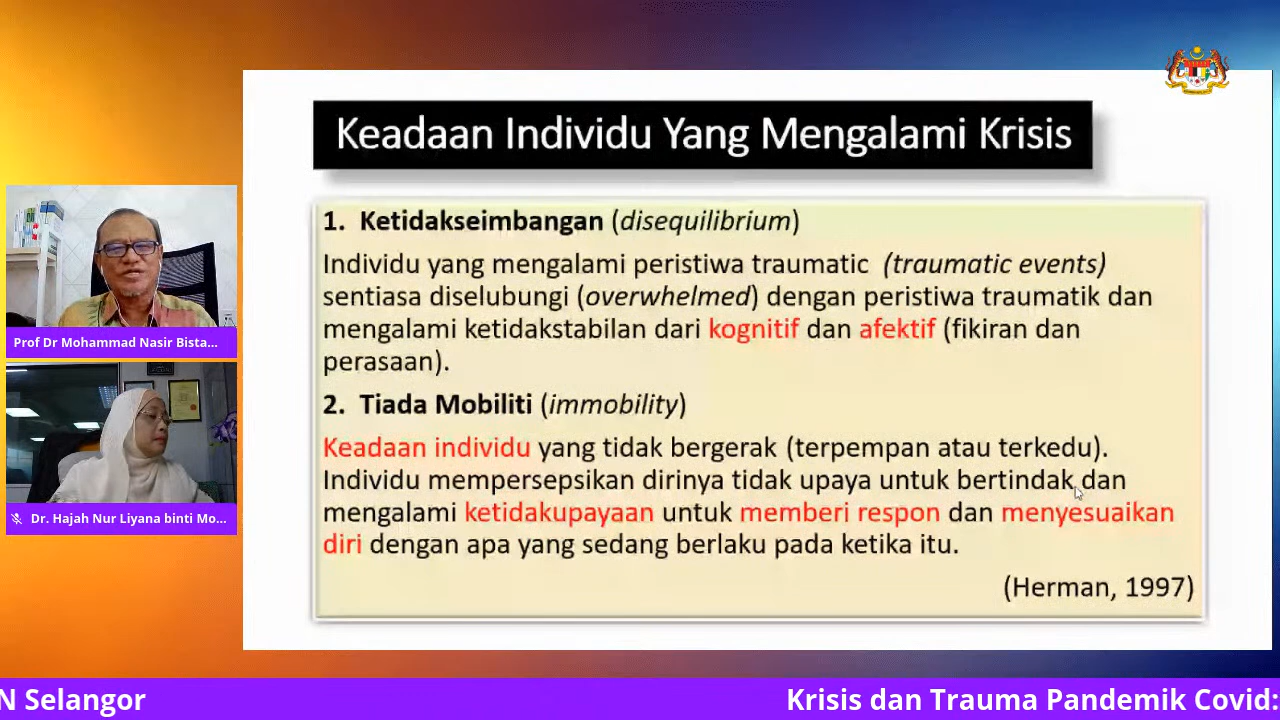 Keadaan Individu Yang Mengalami Krisis
1. Ketidakseimbangan (disequilibrium)
Individu yang mengalami peristiwa traumatic (traumatic events)
sentiasa diselubungi (overwhelmed) dengan peristiwa traumatik dan
mengalami ketidakstabilan dari kognitif dan afektif (fikiran dan
perasaan).
2. Tiada Mobiliti (immobility)
Keadaan individu yang tidak bergerak (terpempan atau terkedu).
Individu mempersepsikan dirinya tidak upaya untuk bertindak dan
mengalami ketidakupayaan untuk memberi respon dan menyesuaikan
diri dengan apa yang sedang berlaku pada ketika itu.
(Herman, 1997)
Prof Dr Mohammad Nasir Bista...
Dr. Hajah Nur Liyana binti Mo...
N Selangor
Krisis dan Trauma Pandemik Covid: